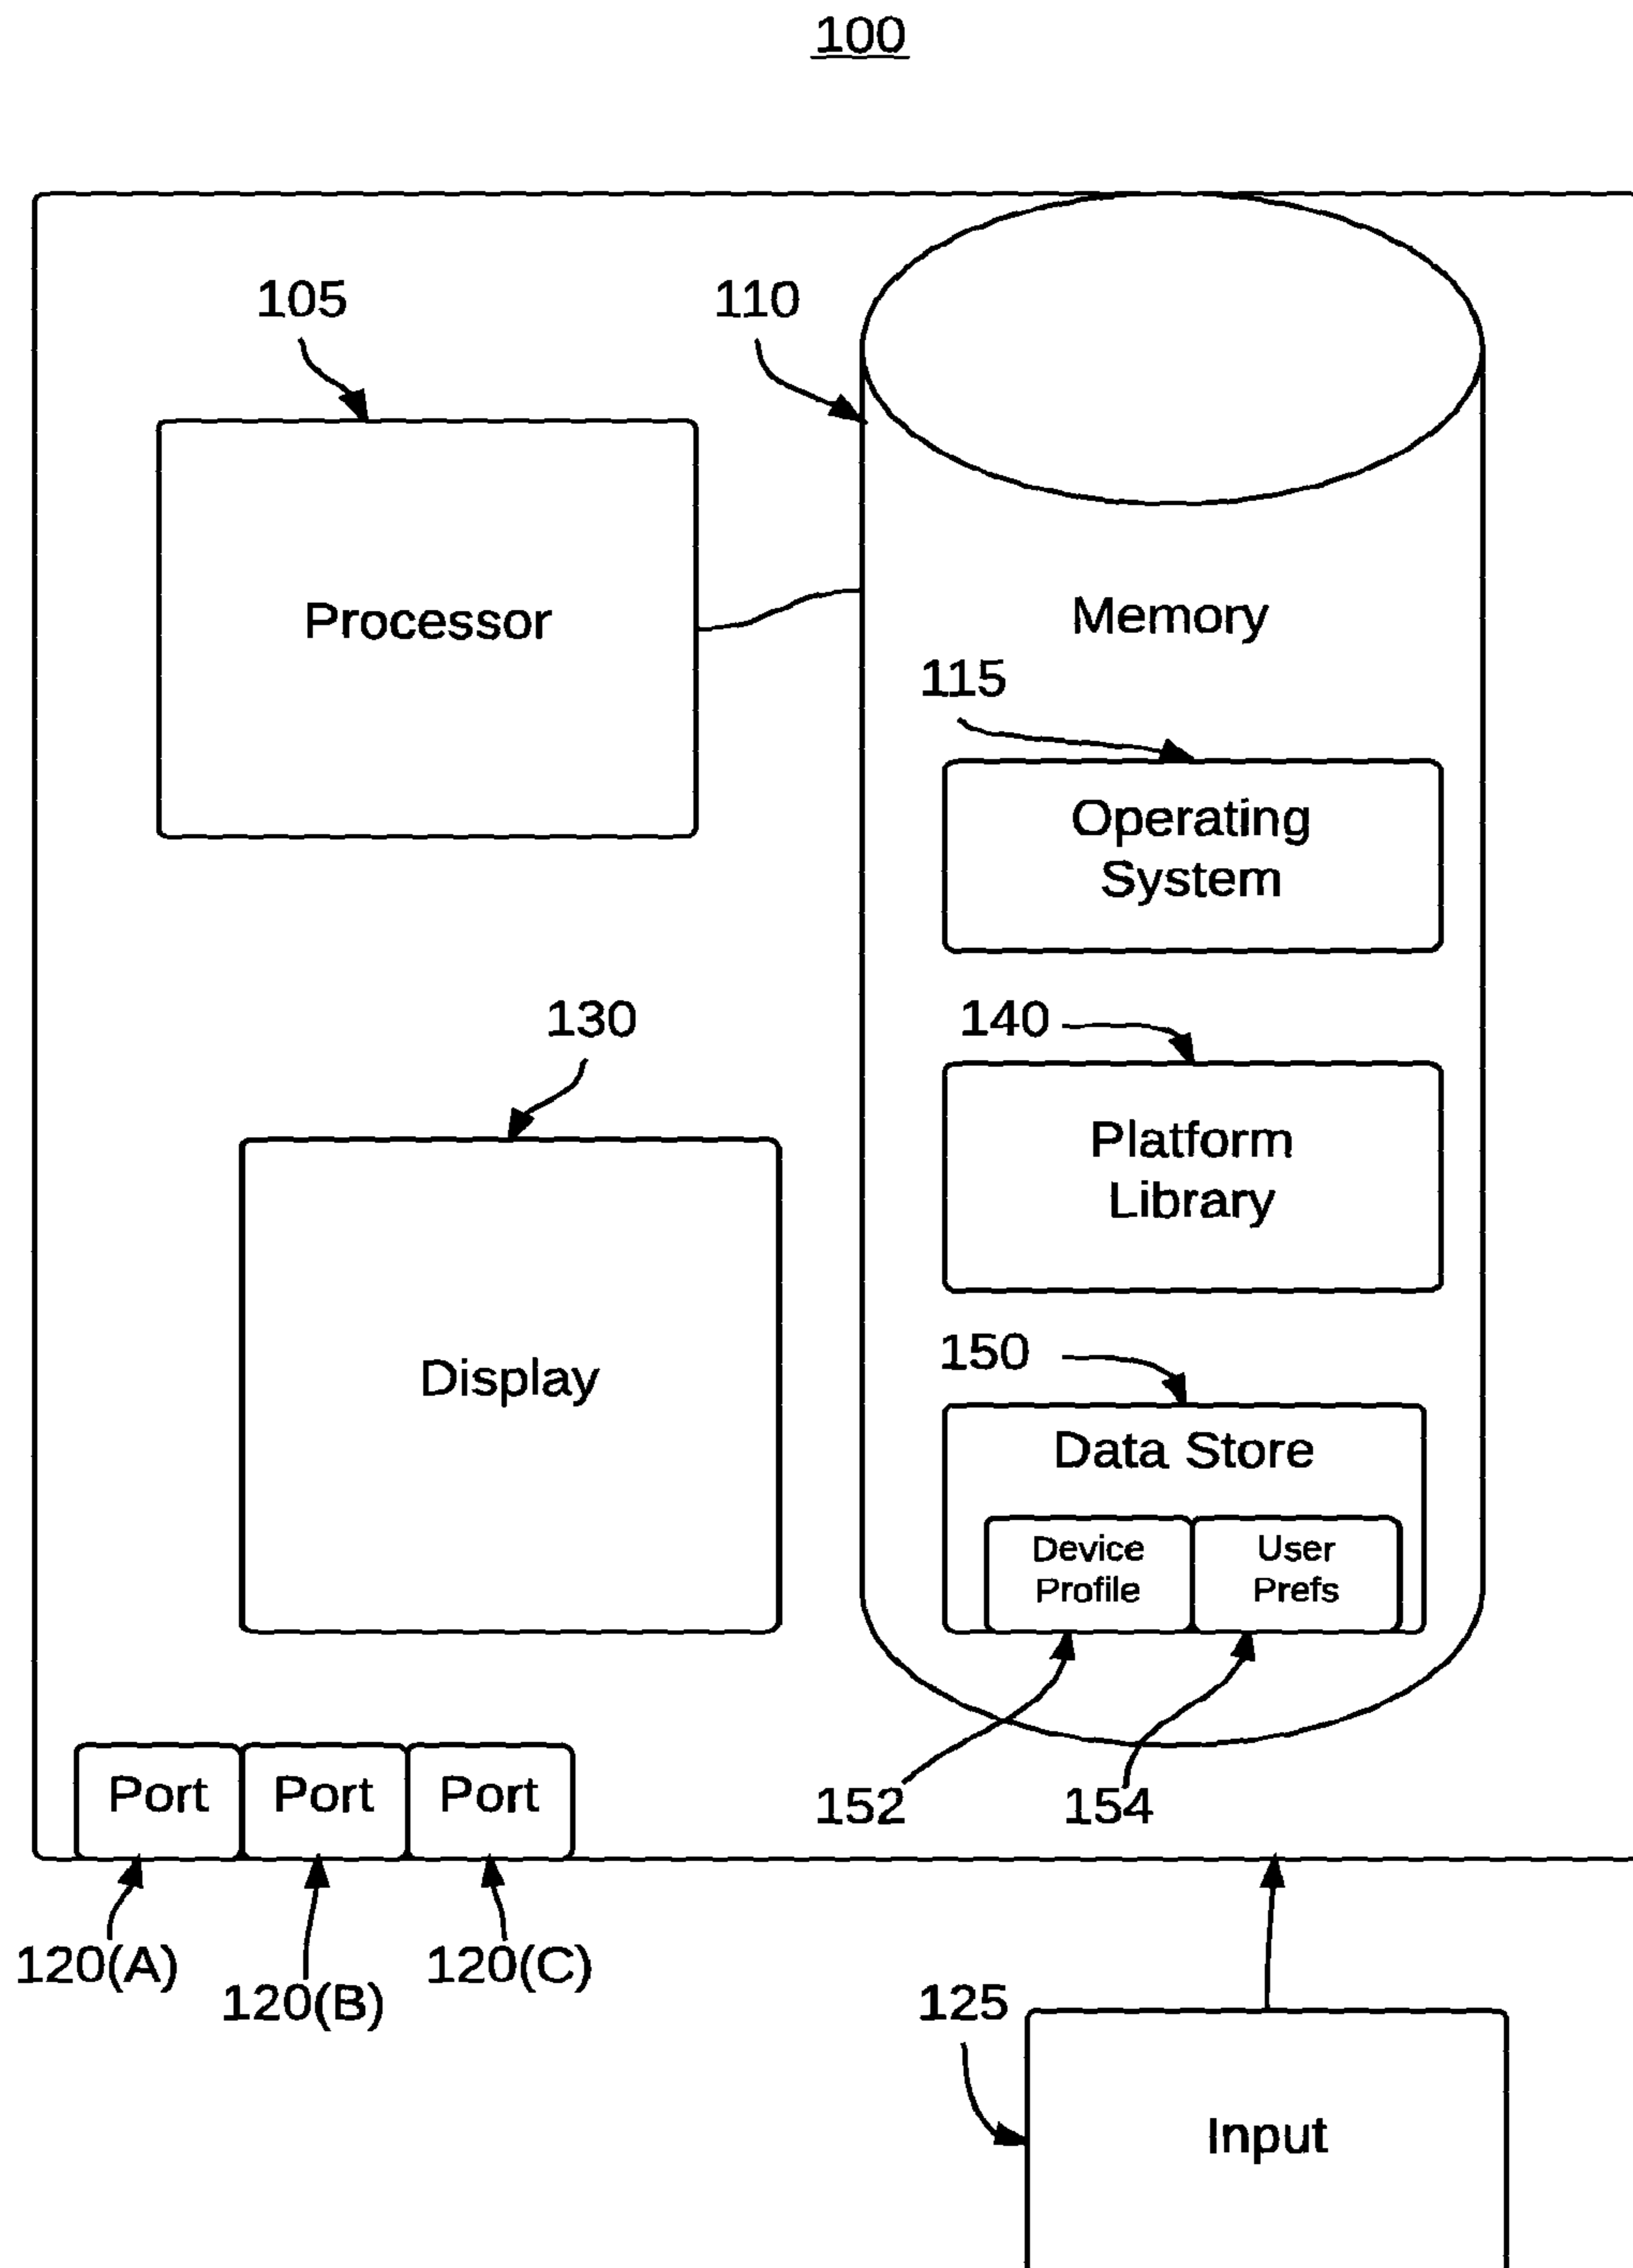 100
105
110
Processor
Memory
115
Operating
System
130
140
Platform
Library
150
Display
Data Store
Device
Profile
User
Prefs
Port
Port
Port
152
154
120(A)
120(B)
120(C)
125
Input